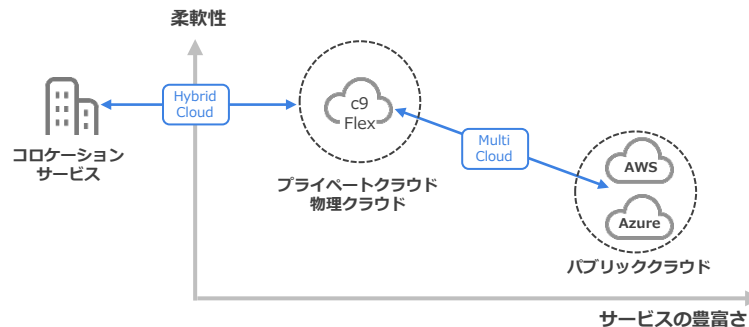 柔軟性
Hybrid
Cloud
c9
Flex
コロケーション
サービス
Multi
Cloud
プライベートクラウド
物理クラウド
AWS
Azure
パブリッククラウド
サービスの豊富さ